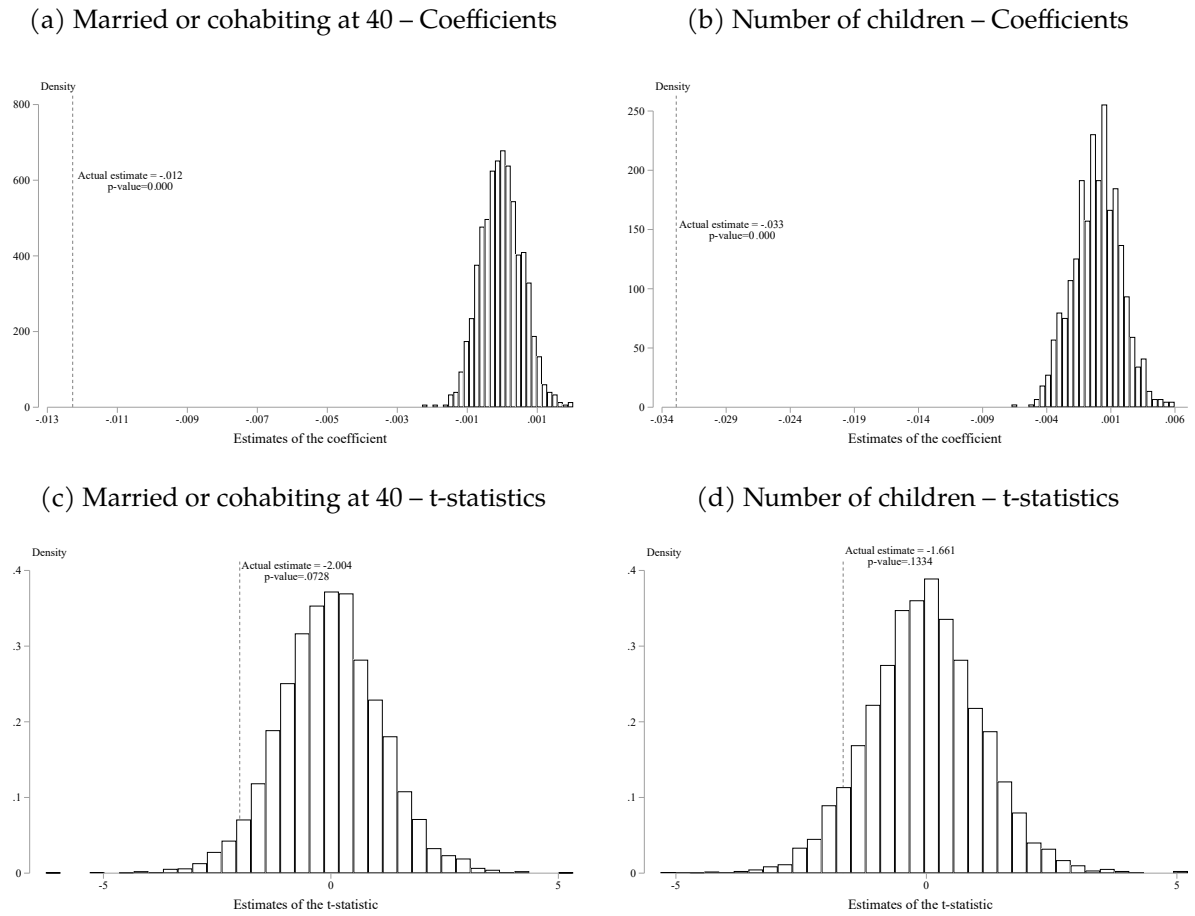 (a) Married or cohabiting at 40 – Coefficients
Density
800
600
400
200
0
Actual estimate = -.012
p-value=0.000
-.013 -.011 -.009 -.007 -.005 -.003 -.001 .001
Estimates of the coefficient
(b) Number of children – Coefficients
Density
250
200
150
100
50
0
Actual estimate = -.033
p-value=0.000
-.034 -.029 -.024 -.019 -.014 -.009 -.004 .001 .006
Estimates of the coefficient
(c) Married or cohabiting at 40 – t-statistics
Density
.4
.3
.2
.1
0
Actual estimate = -2.004
p-value=.0728
-5 0 5
Estimates of the t-statistic
(d) Number of children – t-statistics
Density
.4
.3
.2
.1
0
Actual estimate = -1.661
p-value=.1334
-5 0 5
Estimates of the t-statistic